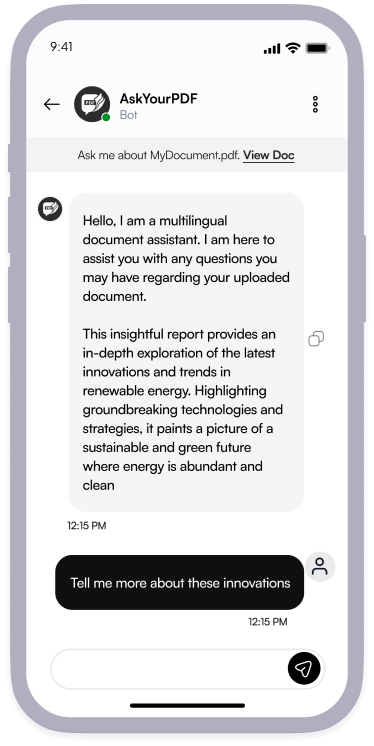 9:41
PDF
AskYourPDF
Bot
Ask me about MyDocument.pdf. View Doc
PDF
Hello, I am a multilingual
document assistant. I am here to
assist you with any questions you
may have regarding your uploaded
document.
This insightful report provides an
in-depth exploration of the latest
innovations and trends in
renewable energy. Highlighting
groundbreaking technologies and
strategies, it paints a picture of a
sustainable and green future
where energy is abundant and
clean
12:15 PM
Tell me more about these innovations
12:15 PM